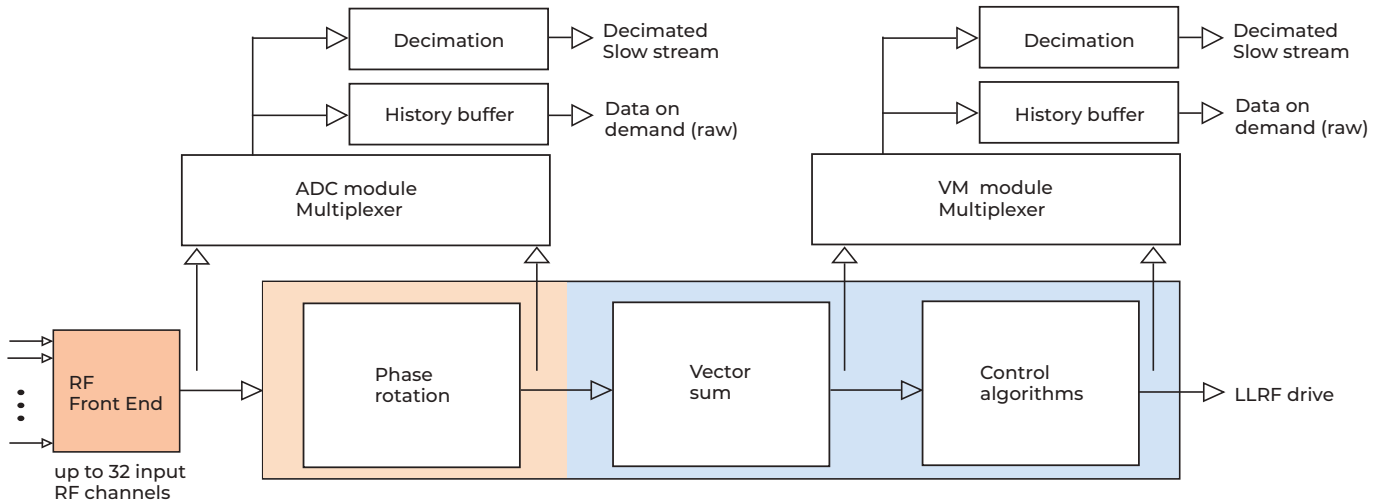 Decimation
Decimated
Slow stream
History buffer
Data on
demand (raw)
ADC module
Multiplexer
Decimation
Decimated
Slow stream
History buffer
Data on
demand (raw)
VM module
Multiplexer
RF
Front End
up to 32 input
RF channels
Phase
rotation
Vector
sum
Control
algorithms
LLRF drive